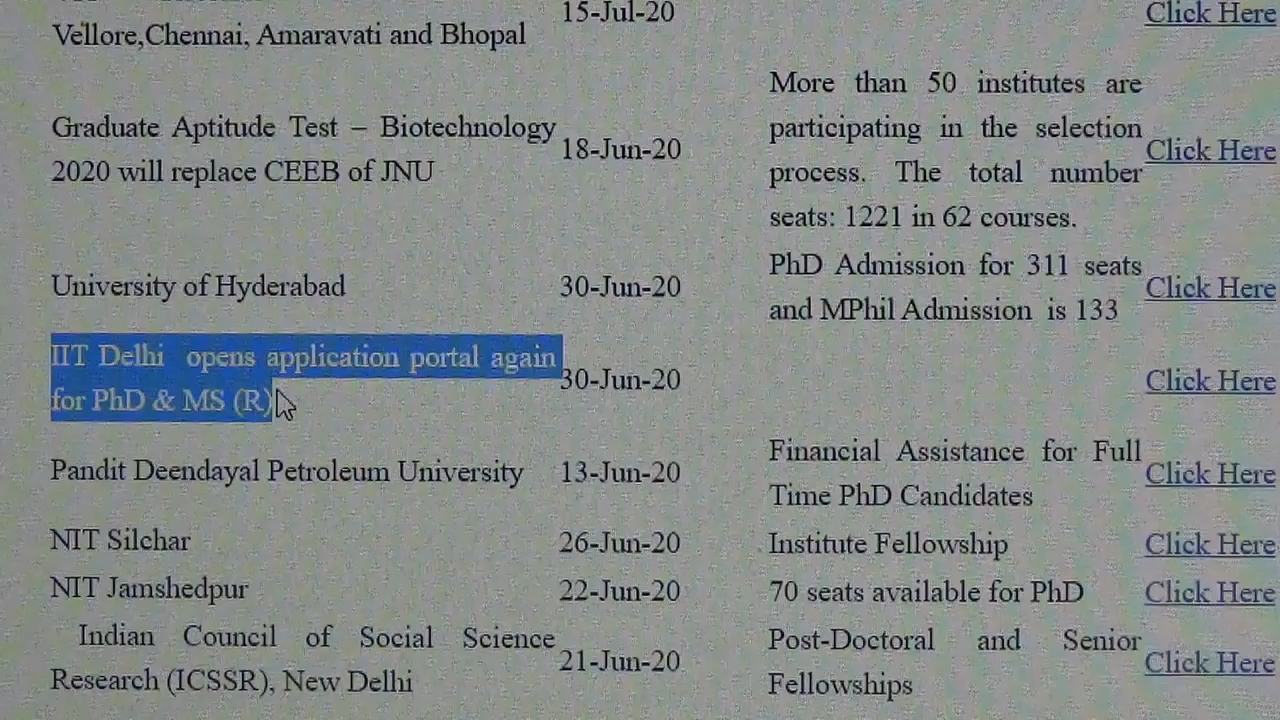 15-Jul-20
Click Here
Vellore,Chennai, Amaravati and Bhopal
More than 50 institutes are
Graduate Aptitude Test – Biotechnology
participating in the selection
18-Jun-20
Click Here
2020 will replace CEEB of JNU
process. The total number
seats: 1221 in 62 courses.
PhD Admission for 311 seats
University of Hyderabad
30-Jun-20
Click Here
and MPhil Admission is 133
IIT Delhi opens application portal again
30-Jun-20
Click Here
for PhD & MS (R)
Financial Assistance for Full
Pandit Deendayal Petroleum University
13-Jun-20
Click Here
Time PhD Candidates
NIT Silchar
26-Jun-20
Institute Fellowship
Click Here
NIT Jamshedpur
22-Jun-20
70 seats available for PhD
Click Here
Indian Council of Social Science
Post-Doctoral and Senior
21-Jun-20
Click Here
Research (ICSSR), New Delhi
Fellowships